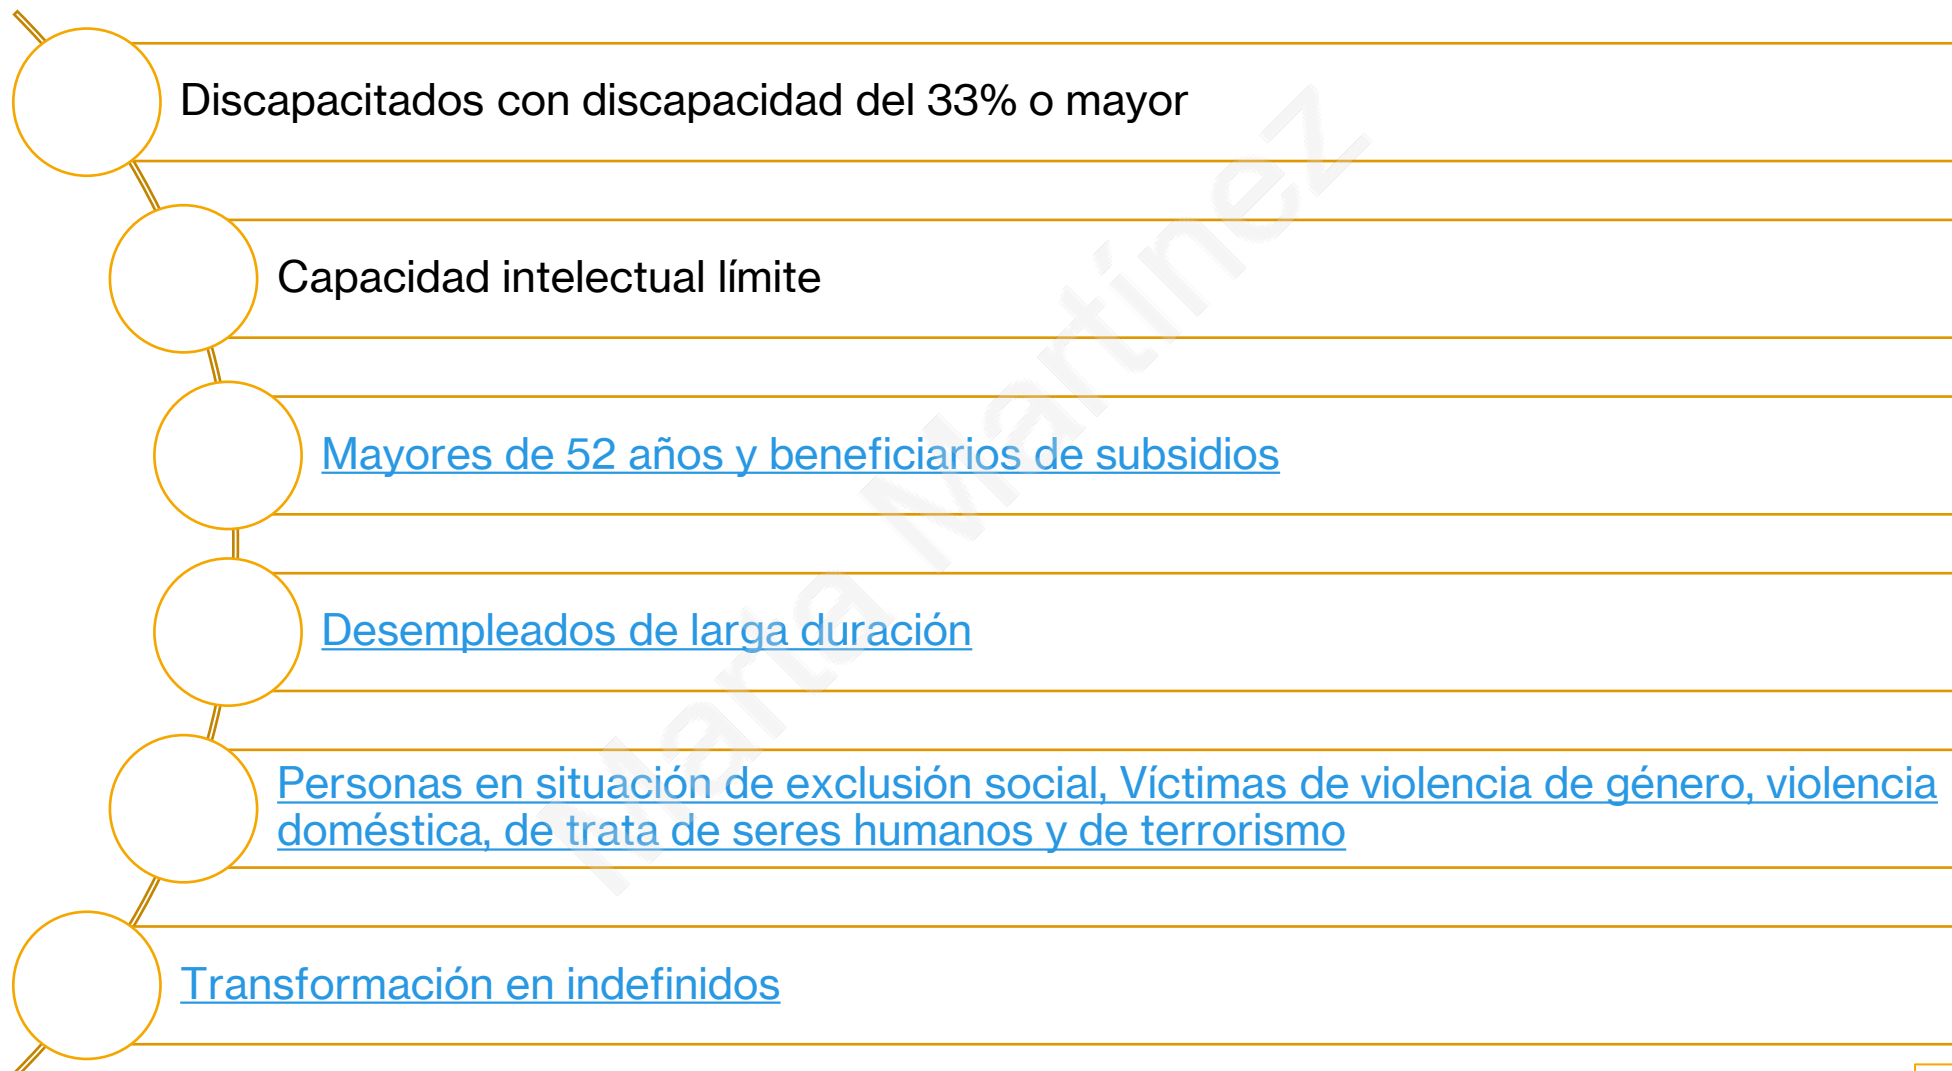 Discapacitados con discapacidad del 33% o mayor
Capacidad intelectual límite
Mayores de 52 años y beneficiarios de subsidios
Desempleados de larga duración
Personas en situación de exclusión social, Víctimas de violencia de género, violencia
doméstica, de trata de seres humanos y de terrorismo
Transformación en indefinidos
Marta Martínez